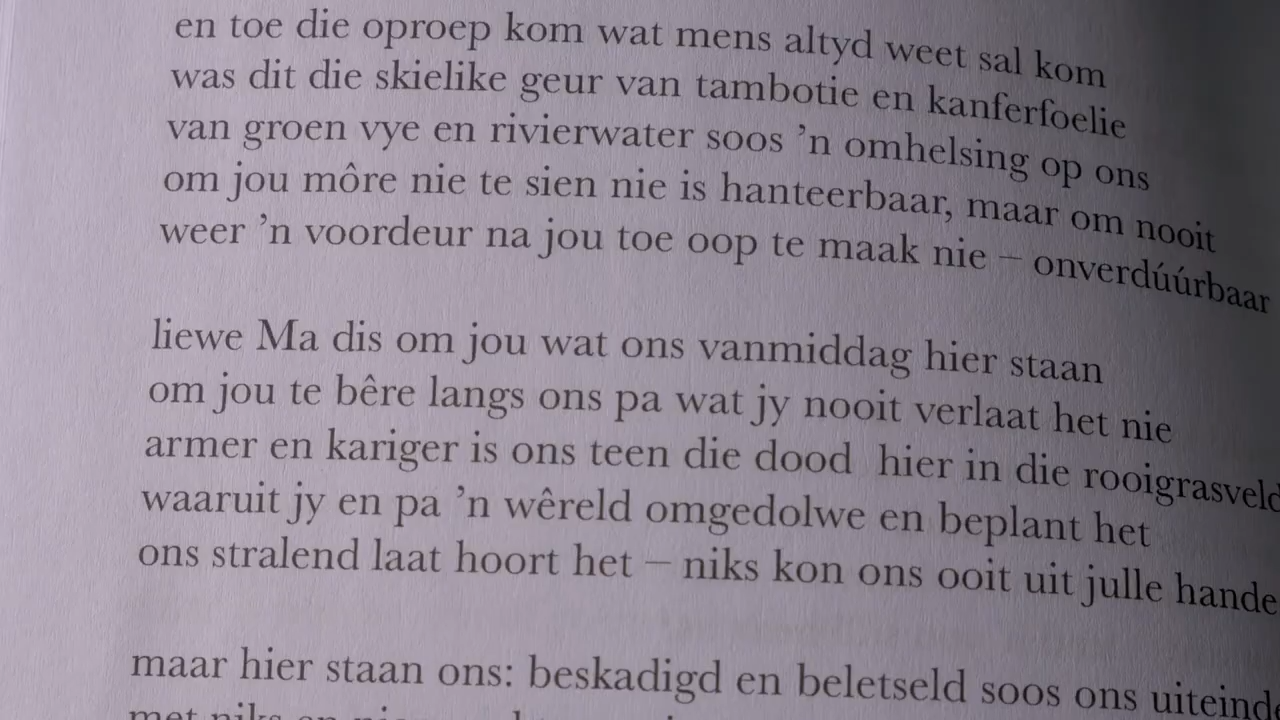 en toe die oproep kom wat mens altyd weet sal kom
was dit die skielike geur van tambotie en kanferfoelie
van groen vye en rivierwater soos ’n omhelsing op ons
om jou môre nie te sien nie is hanteerbaar, maar om nooit
weer ’n voordeur na jou toe oop te maak nie – onverdúúrbaar
liewe Ma dis om jou wat ons vanmiddag hier staan
om jou te bêre langs ons pa wat jy nooit verlaat het nie
armer en kariger is ons teen die dood hier in die rooigrasveld
waaruit jy en pa ’n wêreld omgedolwe en beplant het
ons stralend laat hoort het – niks kon ons ooit uit julle hande
maar hier staan ons: beskadigd en beletseld soos ons
met niks en